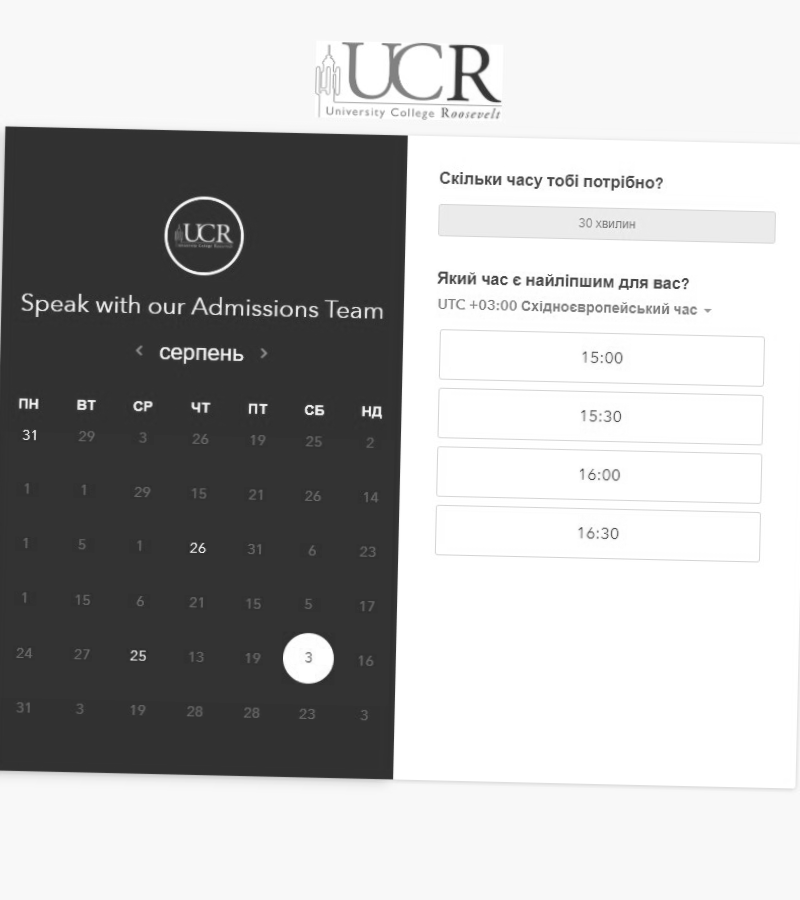 UCR
University College Roosevelt
UCR
University College Roosevelt
Speak with our Admissions Team
серпень
ПН ВТ СР ЧТ ПТ СБ НД
31 29 3 26 19 25 2
1 1 29 15 21 26 14
1 5 1 26 31 6 23
1 15 6 21 15 5 17
24 27 25 13 19 3 16
31 3 19 28 28 23 3
Скільки часу тобі потрібно?
30 хвилин
Який час є найліпшим для вас?
UTC +03:00 Східноєвропейський час
15:00
15:30
16:00
16:30